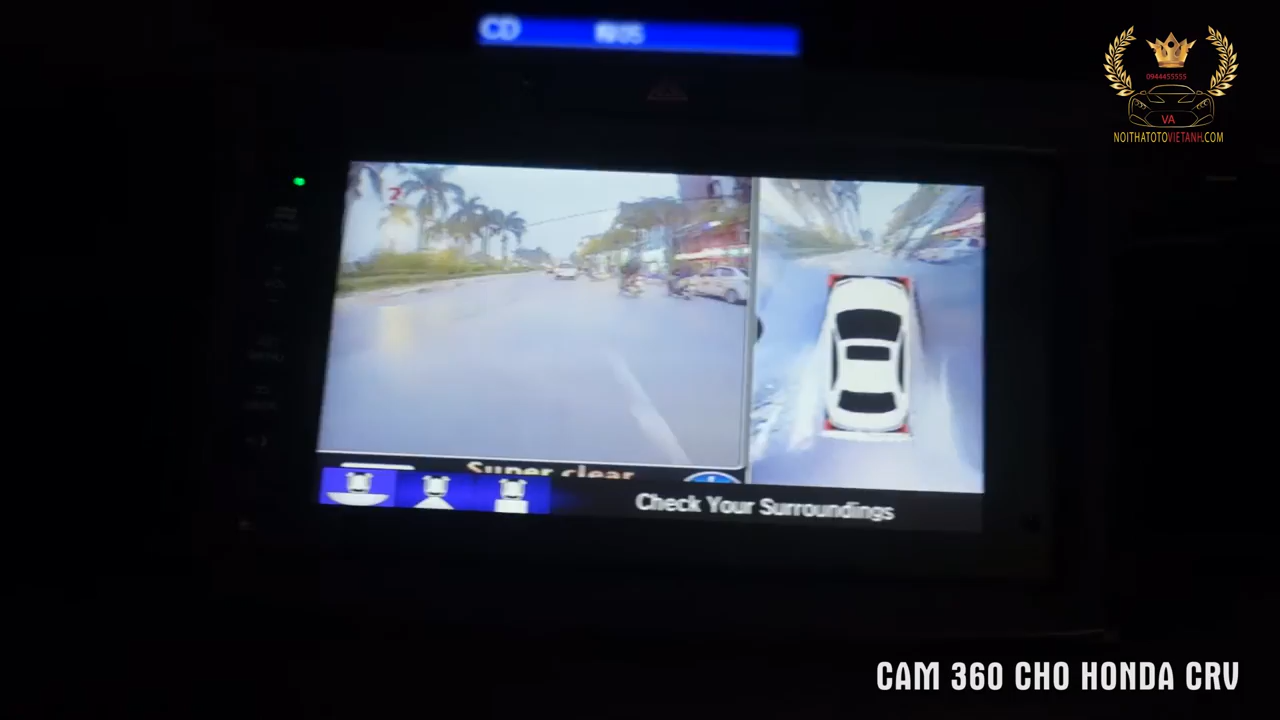 CD
0944455555
VA
NOITHATOTOVIETANH.COM
Super clear
Check Your Surroundings
CAM 360 CHO HONDA CRV